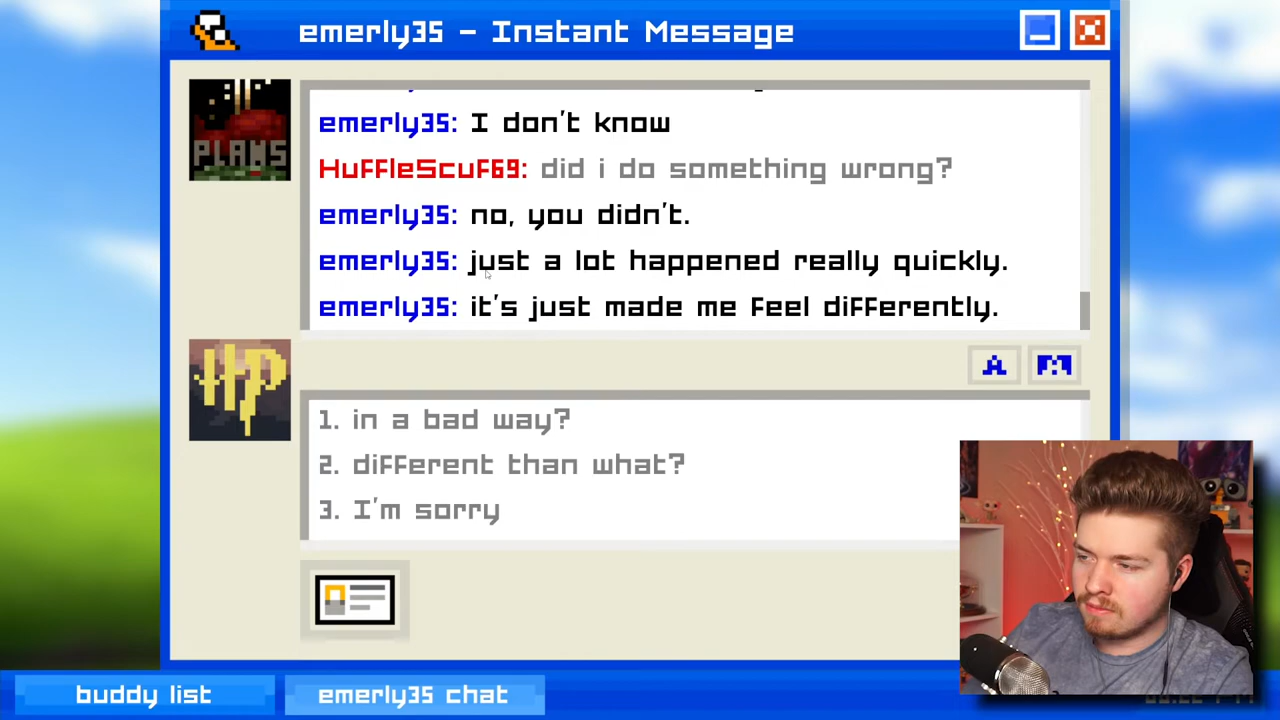 emerly35 - Instant Message
PLANS
emerly35: I don't know
HuffleScuf69: did i do something wrong?
emerly35: no, you didn't.
emerly35: just a lot happened really quickly.
emerly35: it's just made me feel differently.
HP
A
1. in a bad way?
2. different than what?
3. I'm sorry
buddy list
emerly35 chat